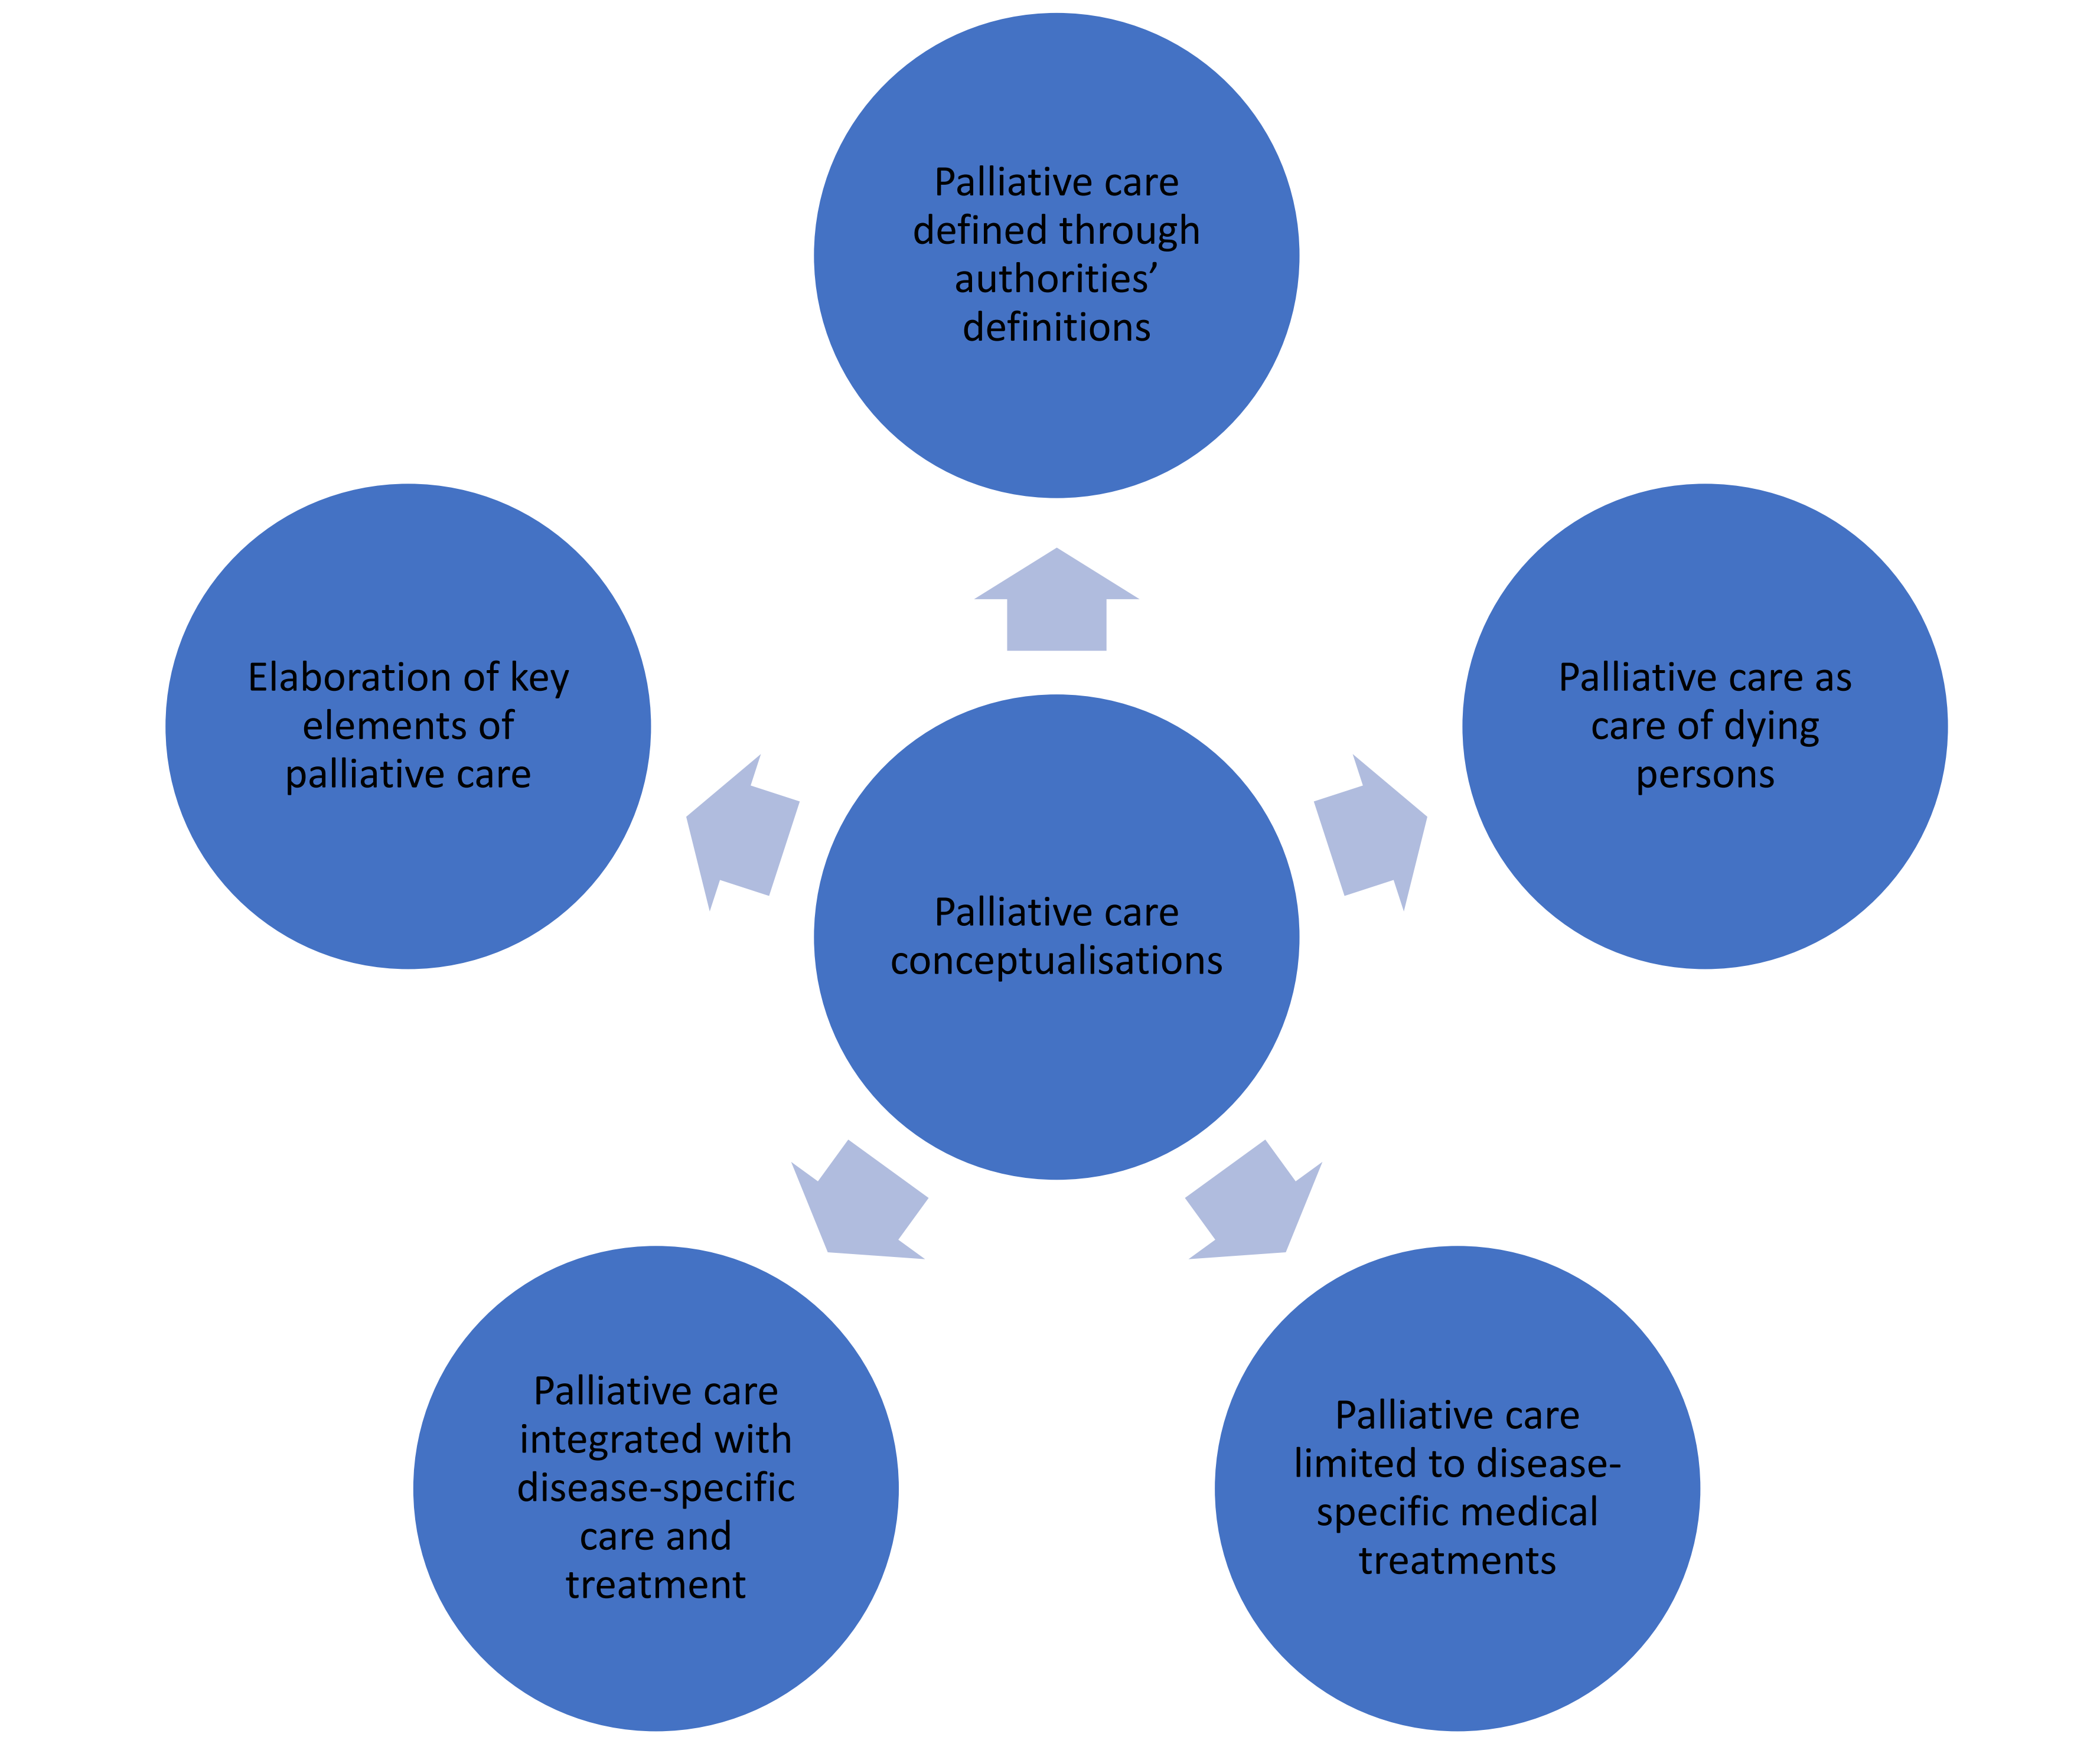 Palliative care
defined through
authorities’
definitions
Elaboration of key
elements of
palliative care
Palliative care as
care of dying
persons
Palliative care
conceptualisations
Palliative care
integrated with
disease-specific
care and
treatment
Palliative care
limited to disease-
specific medical
treatments